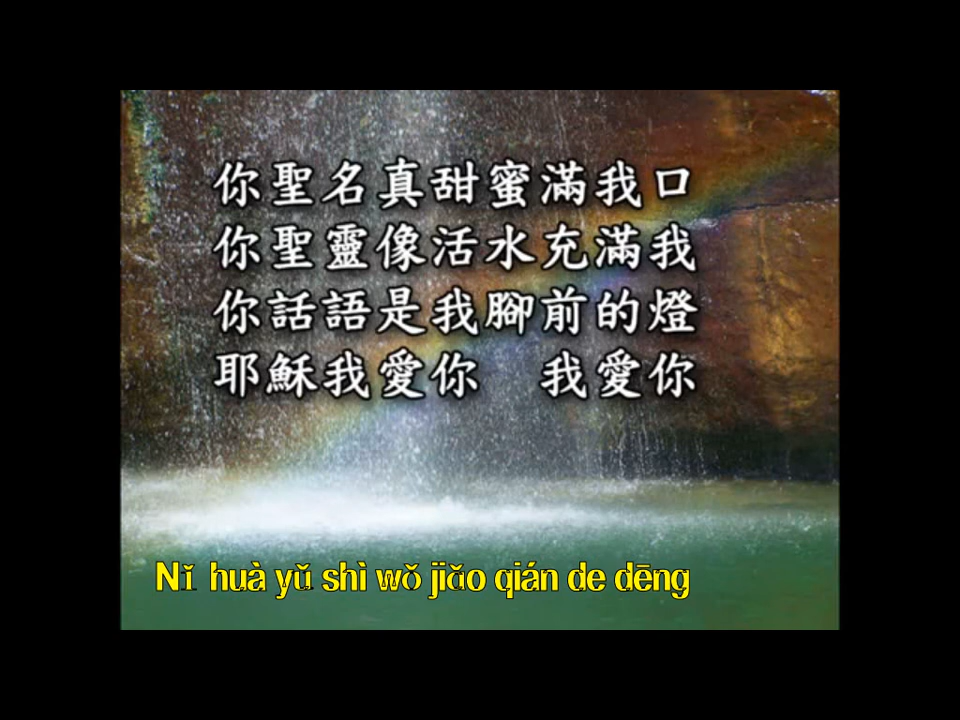 你聖名真甜蜜滿我口
你聖靈像活水充滿我
你話語是我腳前的燈
耶穌我愛你　我愛你
Nǐ huà yǔ shì wǒ jiǎo qián de dēng